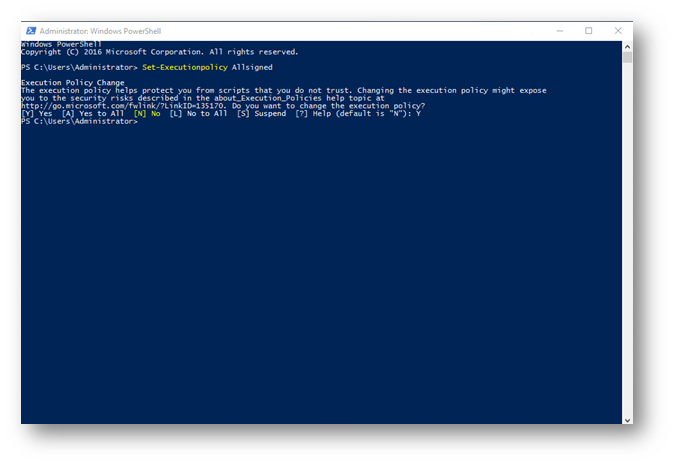 Administrator: Windows PowerShell
Windows PowerShell
Copyright (C) 2016 Microsoft Corporation. All rights reserved.
PS C:\Users\Administrator> Set-Executionpolicy Allsigned
Execution Policy Change
The execution policy helps protect you from scripts that you do not trust. Changing the execution policy might expose
you to the security risks described in the about_Execution_Policies help topic at
http://go.microsoft.com/fwlink/?LinkID=135170. Do you want to change the execution policy?
[Y] Yes  [A] Yes to All  [N] No  [L] No to All  [S] Suspend  [?] Help (default is "N"): Y
PS C:\Users\Administrator>